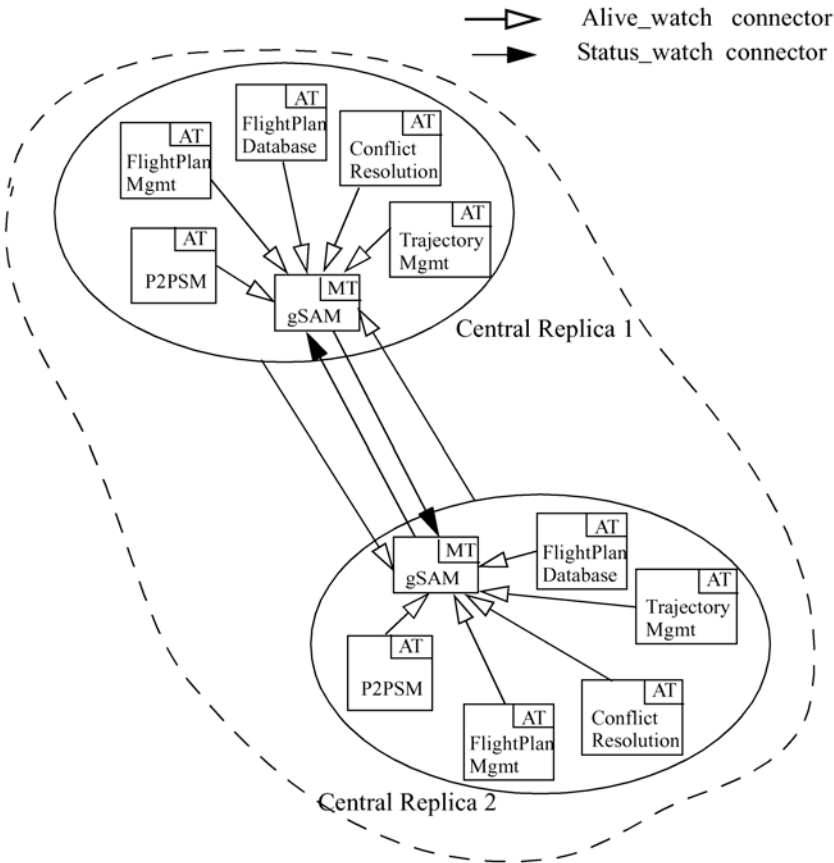 Alive_watch connector
Status_watch connector
AT
FlightPlan
Database
AT
FlightPlan
Mgmt
AT
Conflict
Resolution
AT
Trajectory
Mgmt
AT
P2PSM
MT
gSAM
Central Replica 1
MT
gSAM
AT
FlightPlan
Database
AT
Trajectory
Mgmt
AT
P2PSM
AT
Conflict
Resolution
AT
FlightPlan
Mgmt
Central Replica 2